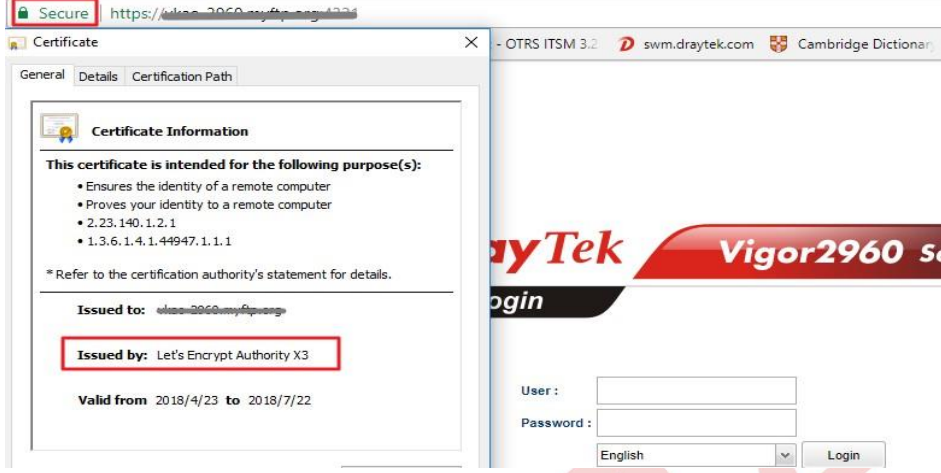 Secure https://
Certificate
- OTRS ITSM 3.2 swm.draytek.com Cambridge Dictionary
General Details Certification Path
Certificate Information
This certificate is intended for the following purpose(s):
• Ensures the identity of a remote computer
• Proves your identity to a remote computer
• 2.23.140.1.2.1
• 1.3.6.1.4.1.44947.1.1.1
* Refer to the certification authority's statement for details.
ayTek Vigor2960 Se
ogin
Issued to:
Issued by: Let's Encrypt Authority X3
Valid from 2018/4/23 to 2018/7/22
User :
Password :
English Login